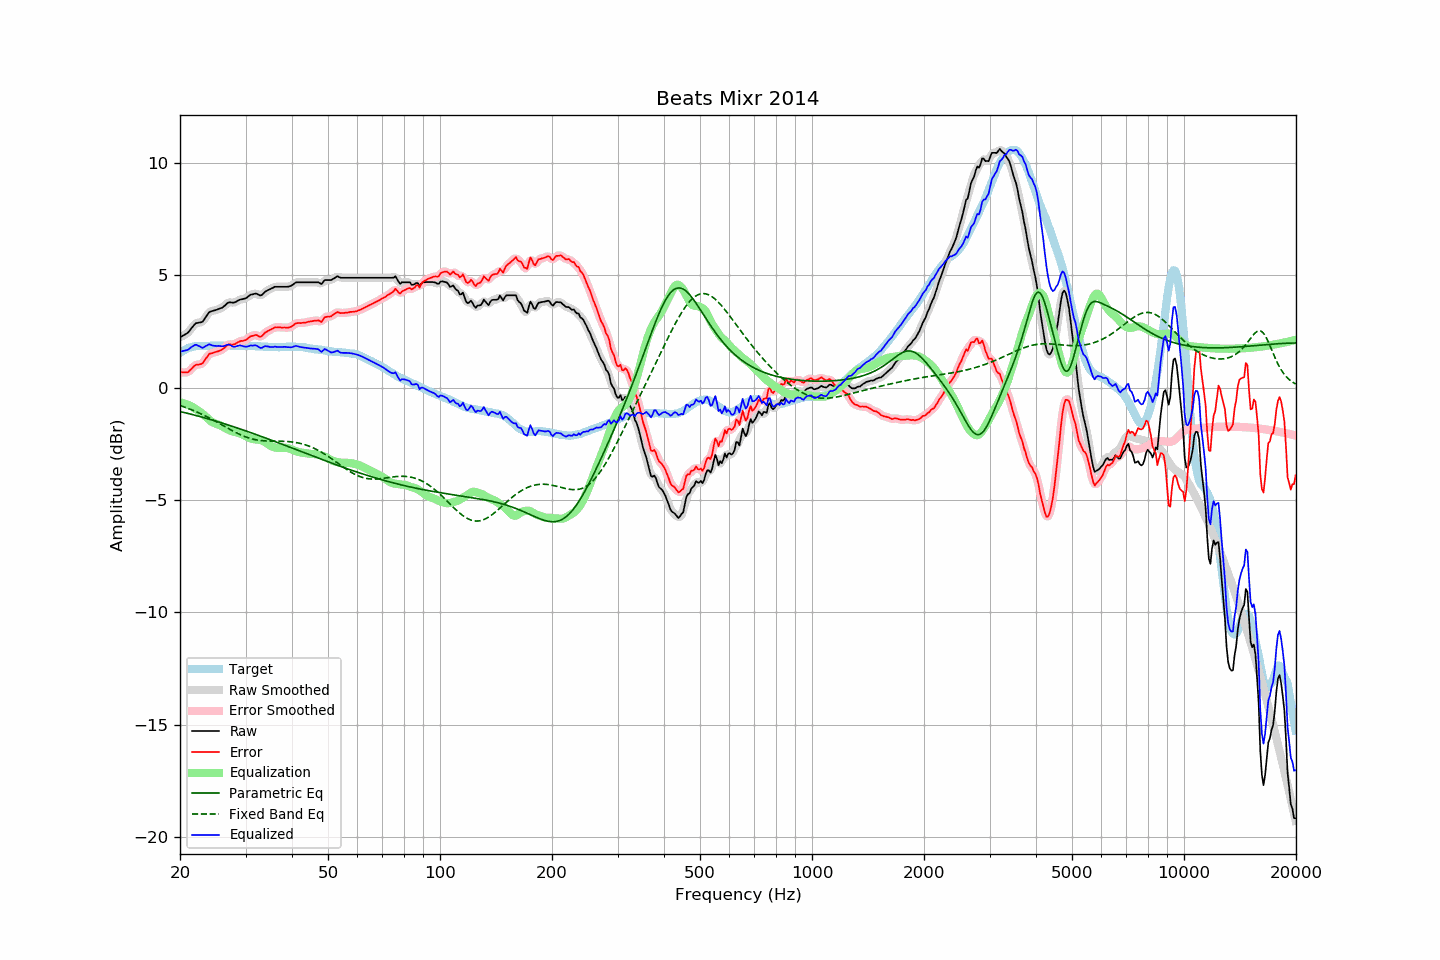 Beats Mixr 2014
Amplitude (dBr)
10
5
0
−5
−10
−15
−20
Target
Raw Smoothed
Error Smoothed
Raw
Error
Equalization
Parametric Eq
Fixed Band Eq
Equalized
20
50
100
200
500
1000
2000
5000
10000
20000
Frequency (Hz)